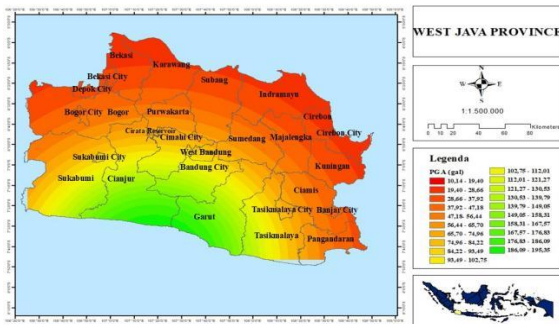 WEST JAVA PROVINCE
N
W
E
S
1:1.500.000
0 10 20 40 60 80
Kilometers
Legenda
PGA (gal)
10,14 - 19,40
19,40 - 28,66
28,66 - 37,92
37,92 - 47,18
47,18- 56,44
56,44 - 65,70
65,70 - 74,96
74,96 - 84,22
84,22 - 93,49
93,49 - 102,75
102,75 - 112,01
112,01 - 121,27
121,27 - 130,53
130,53 - 139,79
139,79 - 149,05
149,05 - 158,31
158,31 - 167,57
167,57 - 176,83
176,83 - 186,09
186,09 - 195,35
Bekasi
Karawang
Bekasi City
Subang
Depok City
Indramayu
Bogor City
Bogor
Purwakarta
Cirebon
Cirata Reservoir
Cimahi City
Sumedang
Majalengka
Cirebon City
Sukabumi City
West Bandung
Kuningan
Bandung City
Sukabumi
Cianjur
Ciamis
Garut
Tasikmalaya City
Banjar City
Tasikmalaya
Pangandaran